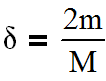 δ = 2m/M